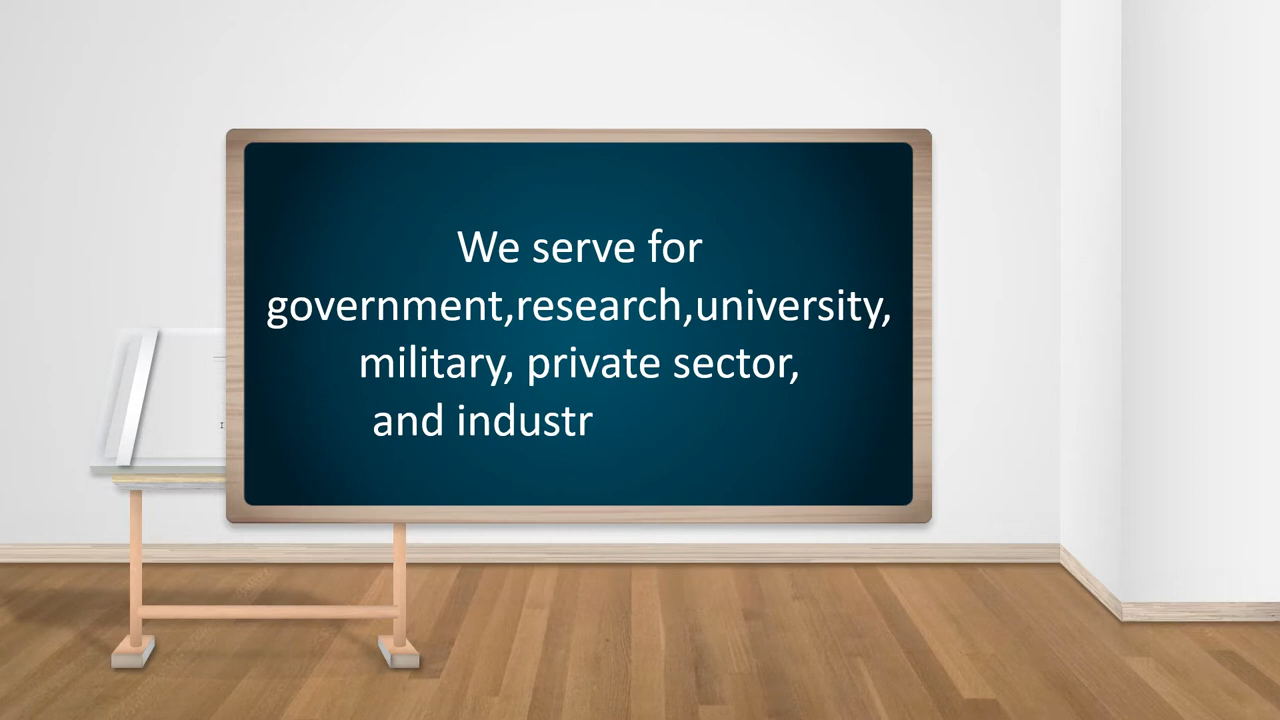 We serve for
government,research,university,
military, private sector,
and industr